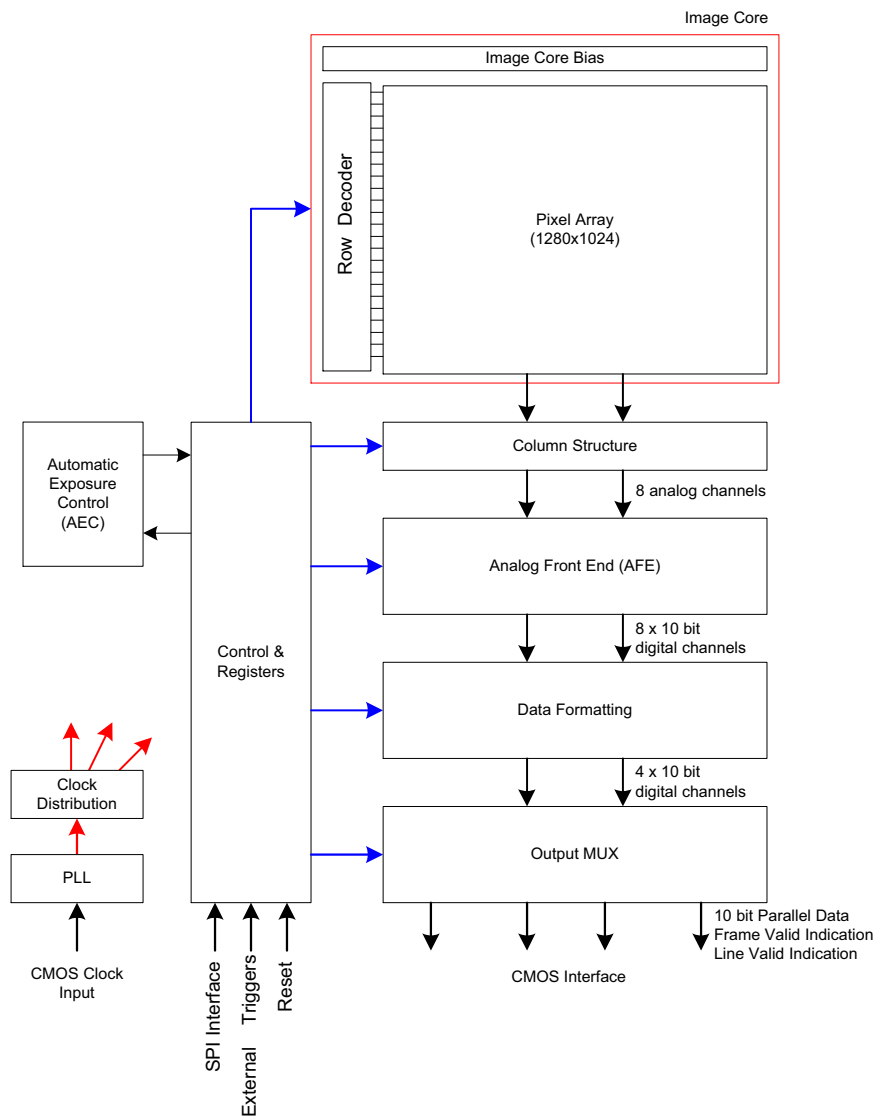 Image Core
Image Core Bias
Row Decoder
Pixel Array
(1280x1024)
Automatic
Exposure
Control
(AEC)
Column Structure
8 analog channels
Analog Front End (AFE)
8 x 10 bit
digital channels
Control &
Registers
Data Formatting
4 x 10 bit
digital channels
Clock
Distribution
Output MUX
PLL
10 bit Parallel Data
Frame Valid Indication
Line Valid Indication
CMOS Interface
CMOS Clock
Input
SPI Interface
External Triggers
Reset